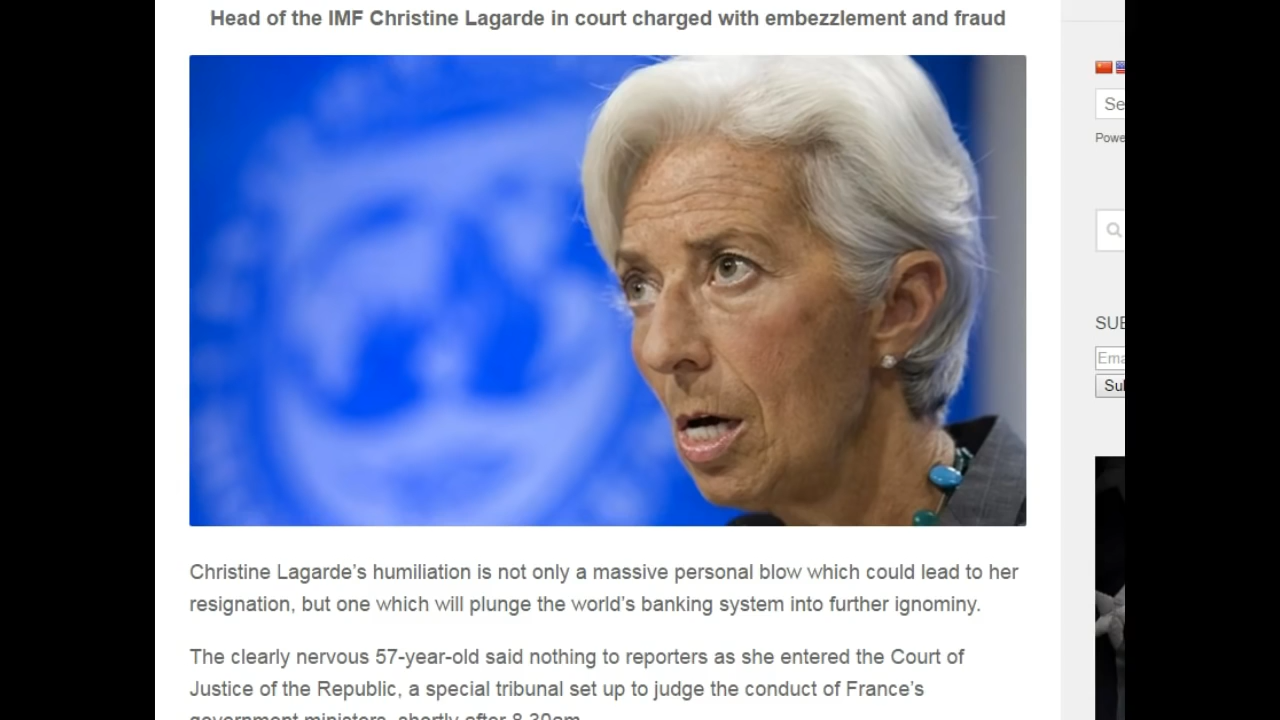 Head of the IMF Christine Lagarde in court charged with embezzlement and fraud
Se
Powe
SUB
Ema
Sul
Christine Lagarde’s humiliation is not only a massive personal blow which could lead to her
resignation, but one which will plunge the world’s banking system into further ignominy.
The clearly nervous 57-year-old said nothing to reporters as she entered the Court of
Justice of the Republic, a special tribunal set up to judge the conduct of France’s
government ministers, shortly after 8.30am